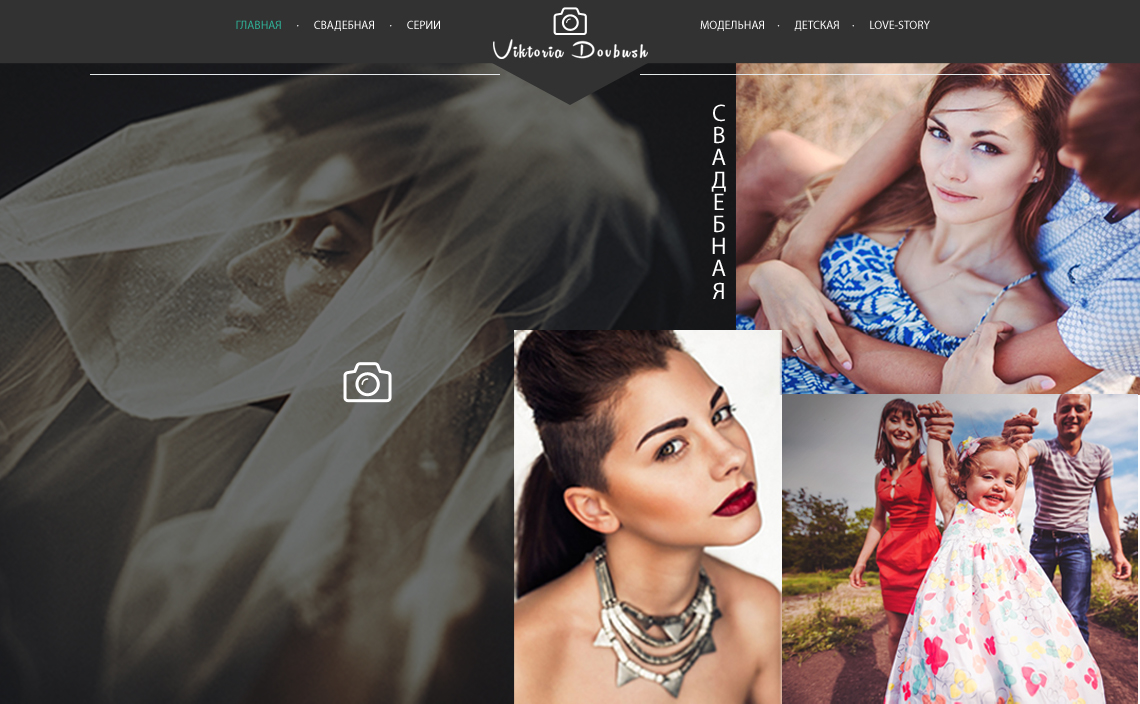 ГЛАВНАЯ · СВАДЕБНАЯ · СЕРИИ
Viktoria Dovbush
МОДЕЛЬНАЯ · ДЕТСКАЯ · LOVE-STORY
СВАДЕБНАЯ